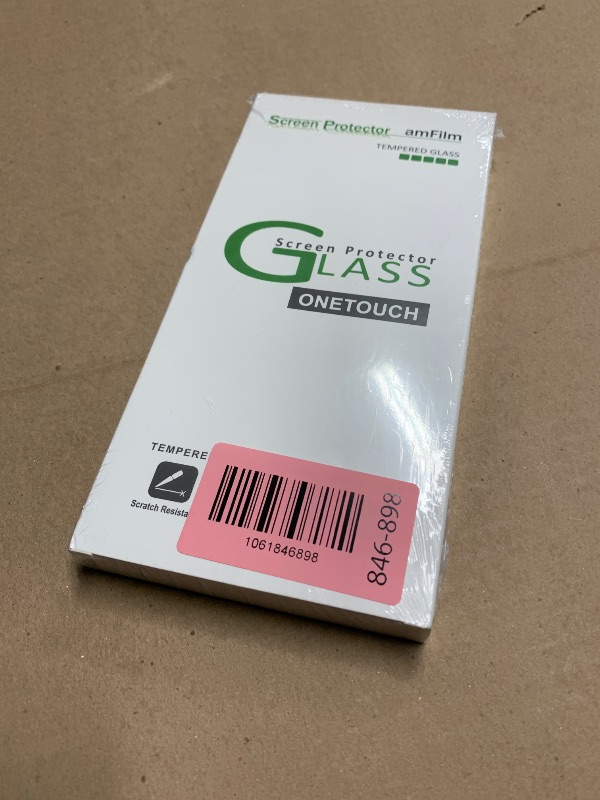 Screen Protector amFilm
TEMPERED GLASS
Screen Protector
GLASS
ONETOUCH
TEMPERE
Scratch Resista
1061846898
846-898